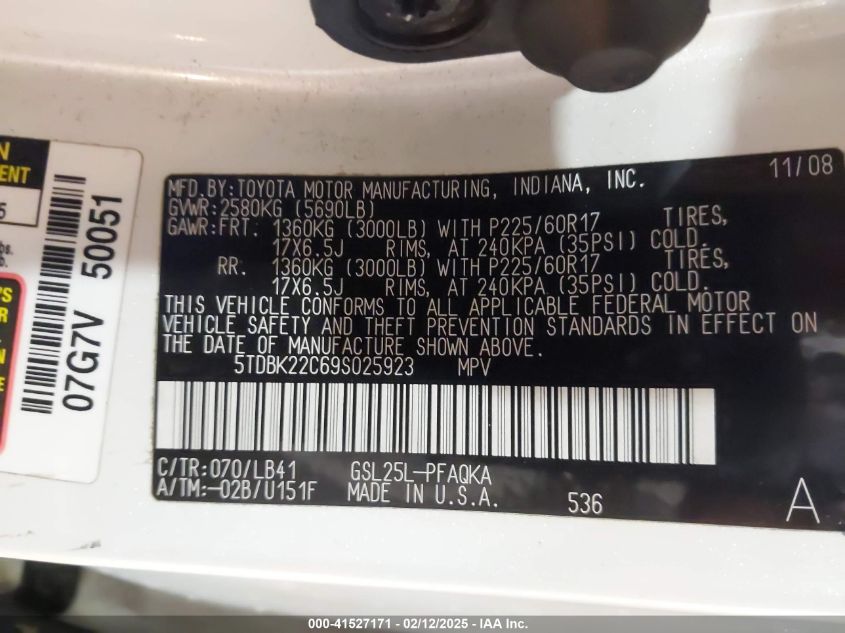 11/08
MFD.BY:TOYOTA MOTOR MANUFACTURING, INDIANA, INC.
GVWR:2580KG (5690LB)
GAWR:FRT. 1360KG (3000LB) WITH P225/60R17 TIRES,
17X6.5J RIMS, AT 240KPA (35PSI) COLD.
RR. 1360KG (3000LB) WITH P225/60R17 TIRES,
17X6.5J RIMS, AT 240KPA (35PSI) COLD.
THIS VEHICLE CONFORMS TO ALL APPLICABLE FEDERAL MOTOR
VEHICLE SAFETY AND THEFT PREVENTION STANDARDS IN EFFECT ON
THE DATE OF MANUFACTURE SHOWN ABOVE.
5TDBK22C69S025923 MPV
C/TR:070/LB41 GSL25L-PFAQKA
A/TM:-02B/U151F MADE IN U.S.A. 536 A
07G7V 50051
000-41527171 - 02/12/2025 - IAA Inc.